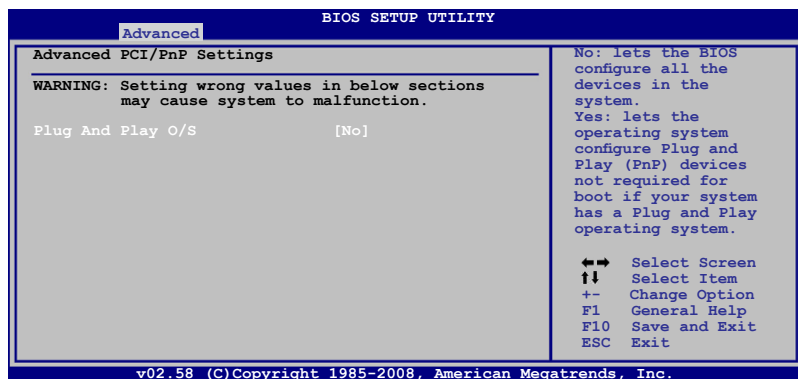 BIOS SETUP UTILITY
Advanced
Advanced PCI/PnP Settings
WARNING: Setting wrong values in below sections
may cause system to malfunction.
Plug And Play O/S [No]
No: lets the BIOS
configure all the
devices in the
system.
Yes: lets the
operating system
configure Plug and
Play (PnP) devices
not required for
boot if your system
has a Plug and Play
operating system.
←→ Select Screen
↑↓ Select Item
+- Change Option
F1 General Help
F10 Save and Exit
ESC Exit
v02.58 (C)Copyright 1985-2008, American Megatrends, Inc.